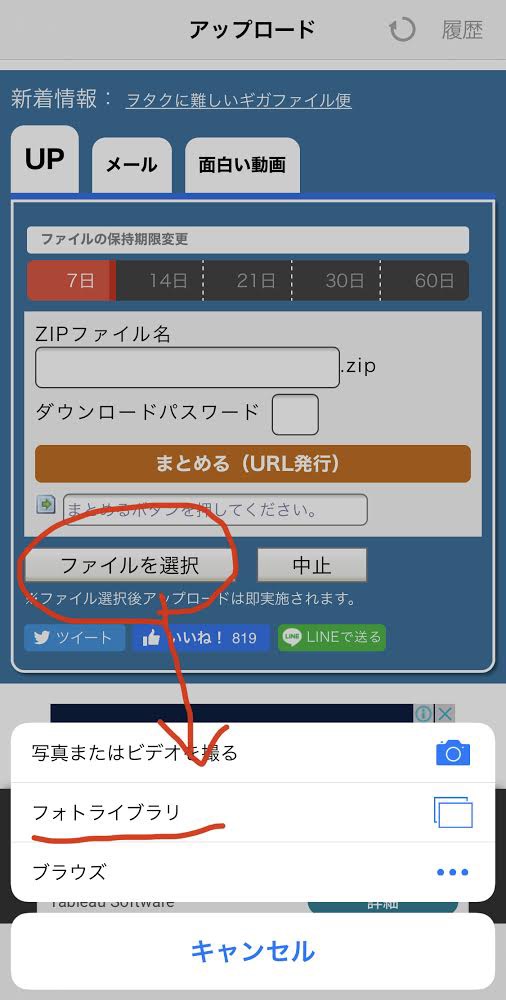 アップロード 履歴
新着情報： ヲタクに難しいギガファイル便
UP メール 面白い動画
ファイルの保持期限変更
7日 14日 21日 30日 60日
ZIPファイル名
.zip
ダウンロードパスワード
まとめる（URL発行）
まとめるボタンを押してください。
ファイルを選択 中止
※ファイル選択後アップロードは即実施されます。
ツイート いいね！ 819 LINE LINEで送る
写真またはビデオを撮る
フォトライブラリ
ブラウズ
Tableau Software 詳細
キャンセル